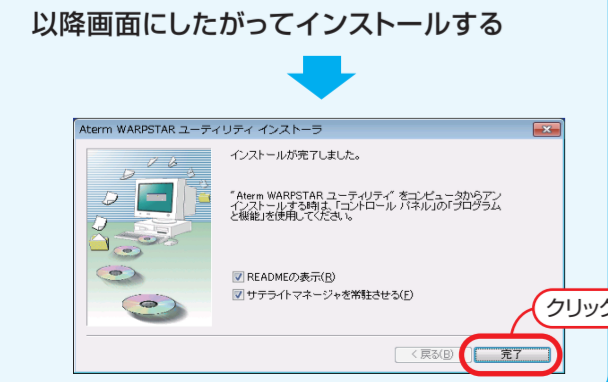 以降画面にしたがってインストールする
Aterm WARPSTAR ユーティリティ インストーラ
インストールが完了しました。
"Aterm WARPSTAR ユーティリティ" をコンピュータからアン
インストールする時は、「コントロール パネル」の「プログラム
と機能」を使用してください。
READMEの表示(R)
サテライトマネージャを常駐させる(F)
クリック
< 戻る(B)
完了